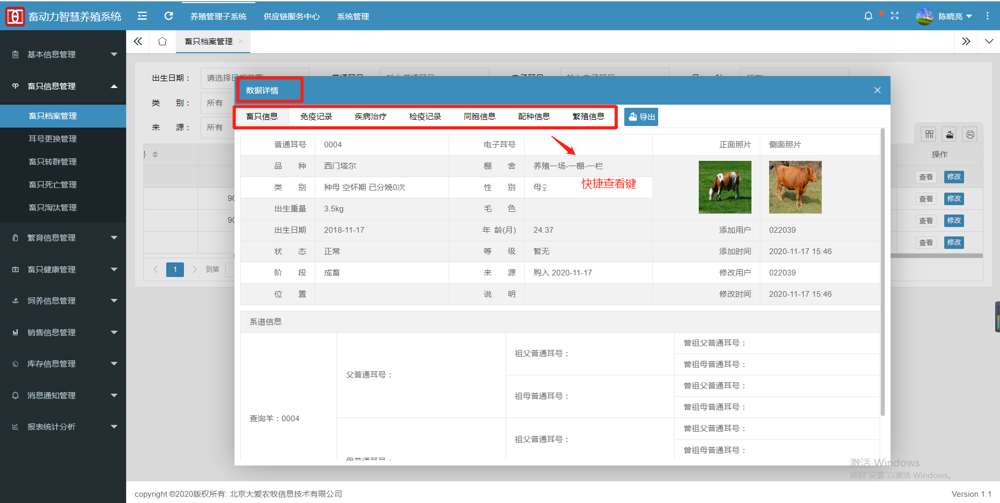 畜动力智慧养殖系统
养殖管理子系统 供应链服务中心 系统管理
陈晓亮
畜只档案管理
基本信息管理
畜只信息管理
畜只档案管理
耳号更换管理
畜只转群管理
畜只死亡管理
畜只淘汰管理
繁育信息管理
畜只健康管理
饲养信息管理
销售信息管理
库存信息管理
消息通知管理
报表统计分析
出生日期：
类 别： 所有
来 源： 所有
90
90
1 到第
操作
查看 修改
查看 修改
查看 修改
查看 修改
数据详情
畜只信息 免疫记录 疾病治疗 检疫记录 同胞信息 配种信息 繁殖信息 导出
普通耳号 0004 电子耳号 正面照片 侧面照片
品 种 西门塔尔 棚 舍 养殖一场-一棚-一栏
类 别 种母 空怀期 已分娩0次 性 别 母♀
快捷查看键
出生重量 3.5kg 毛 色
出生日期 2018-11-17 年 龄(月) 24.37 添加用户 022039
状 态 正常 等 级 暂无 添加时间 2020-11-17 15:46
阶 段 成畜 来 源 购入 2020-11-17 修改用户 022039
位 置 说 明 修改时间 2020-11-17 15:46
系谱信息
查询羊：0004
父普通耳号：
祖父普通耳号：
曾祖父普通耳号：
曾祖母普通耳号：
祖母普通耳号：
曾祖父普通耳号：
曾祖母普通耳号：
祖父普通耳号：
曾祖父普通耳号：
曾祖母普通耳号：
激活 Windows
转到"设置"以激活 Windows。
copyright ©2020版权所有: 北京大爱农牧信息技术有限公司
Version 1.1